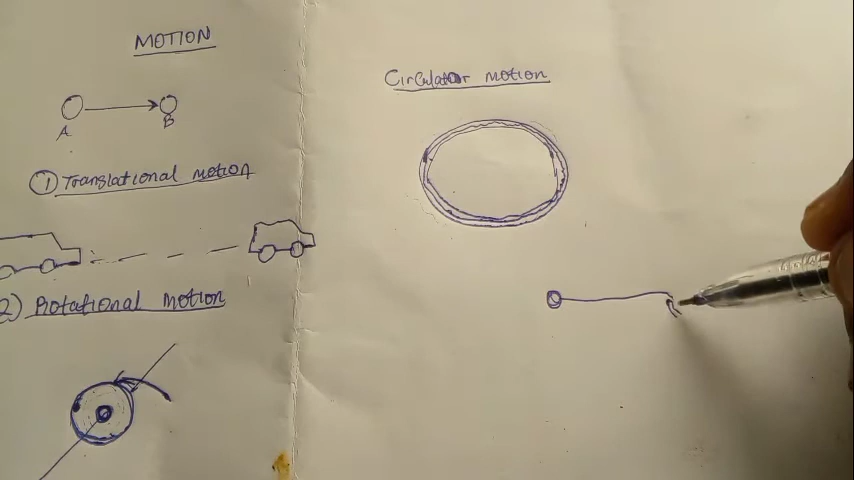 MOTION
A
B
① Translational motion
2) Rotational motion
Circulator motion